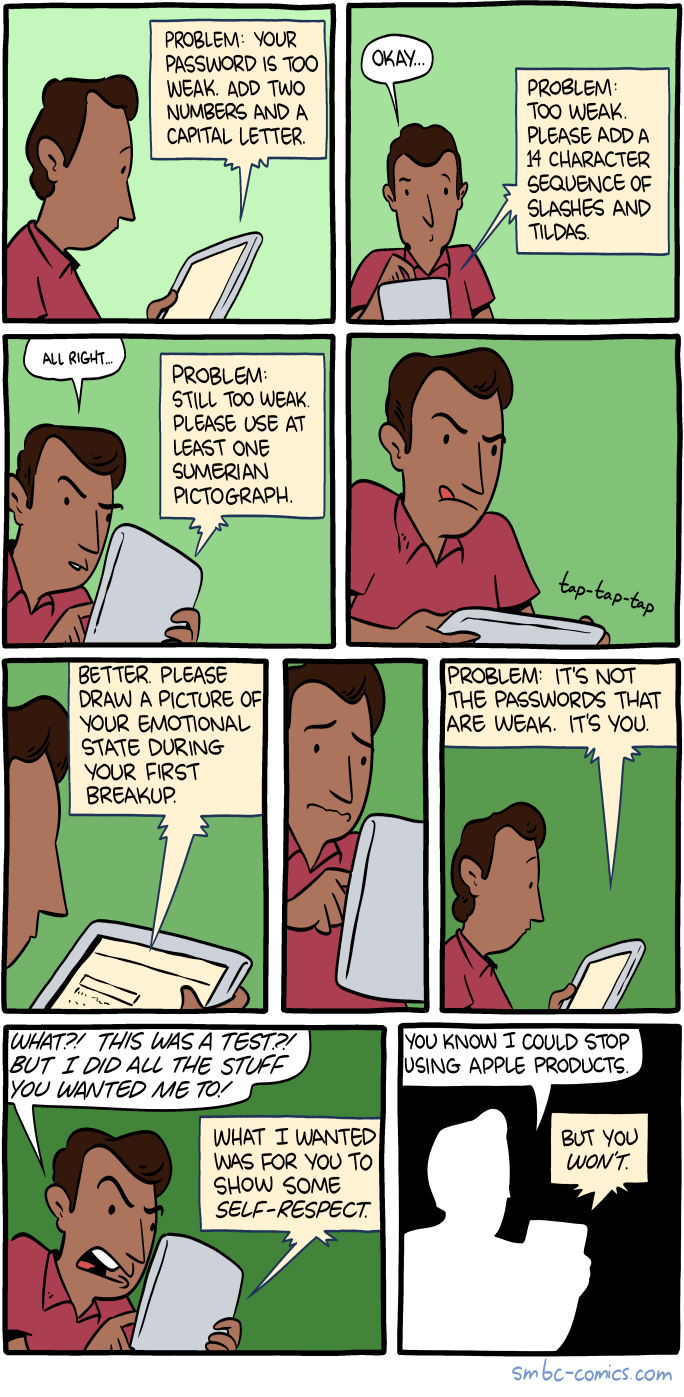 PROBLEM: YOUR
PASSWORD IS TOO
WEAK. ADD TWO
NUMBERS AND A
CAPITAL LETTER.
OKAY...
PROBLEM:
TOO WEAK.
PLEASE ADD A
14 CHARACTER
SEQUENCE OF
SLASHES AND
TILDAS.
ALL RIGHT...
PROBLEM:
STILL TOO WEAK.
PLEASE USE AT
LEAST ONE
SUMERIAN
PICTOGRAPH.
tap-tap-tap
BETTER. PLEASE
DRAW A PICTURE OF
YOUR EMOTIONAL
STATE DURING
YOUR FIRST
BREAKUP.
PROBLEM: IT'S NOT
THE PASSWORDS THAT
ARE WEAK. IT'S YOU.
WHAT?! THIS WAS A TEST?!
BUT I DID ALL THE STUFF
YOU WANTED ME TO!
WHAT I WANTED
WAS FOR YOU TO
SHOW SOME
SELF-RESPECT.
YOU KNOW I COULD STOP
USING APPLE PRODUCTS.
BUT YOU
WON'T.
smbc-comics.com